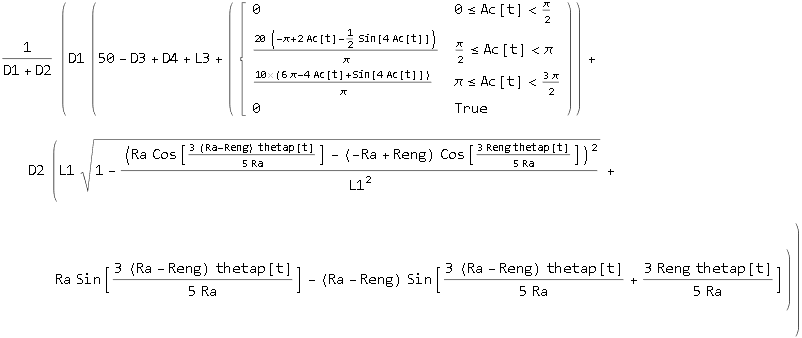 1/(D1 + D2) (D1 (50 - D3 + D4 + L3 + ([
0    0 ≤ Ac[t] < π/2
20 (-π+2 Ac[t]-1/2 Sin[4 Ac[t]])/π    π/2 ≤ Ac[t] < π
10×(6 π-4 Ac[t]+Sin[4 Ac[t]])/π    π ≤ Ac[t] < 3 π/2
0    True
])) +
D2 (L1 √(1 - (Ra Cos[3 (Ra-Reng) thetap[t]/5 Ra] - (-Ra + Reng) Cos[3 Reng thetap[t]/5 Ra])^2/L1^2) +
Ra Sin[3 (Ra - Reng) thetap[t]/5 Ra] - (Ra - Reng) Sin[3 (Ra - Reng) thetap[t]/5 Ra + 3 Reng thetap[t]/5 Ra]))